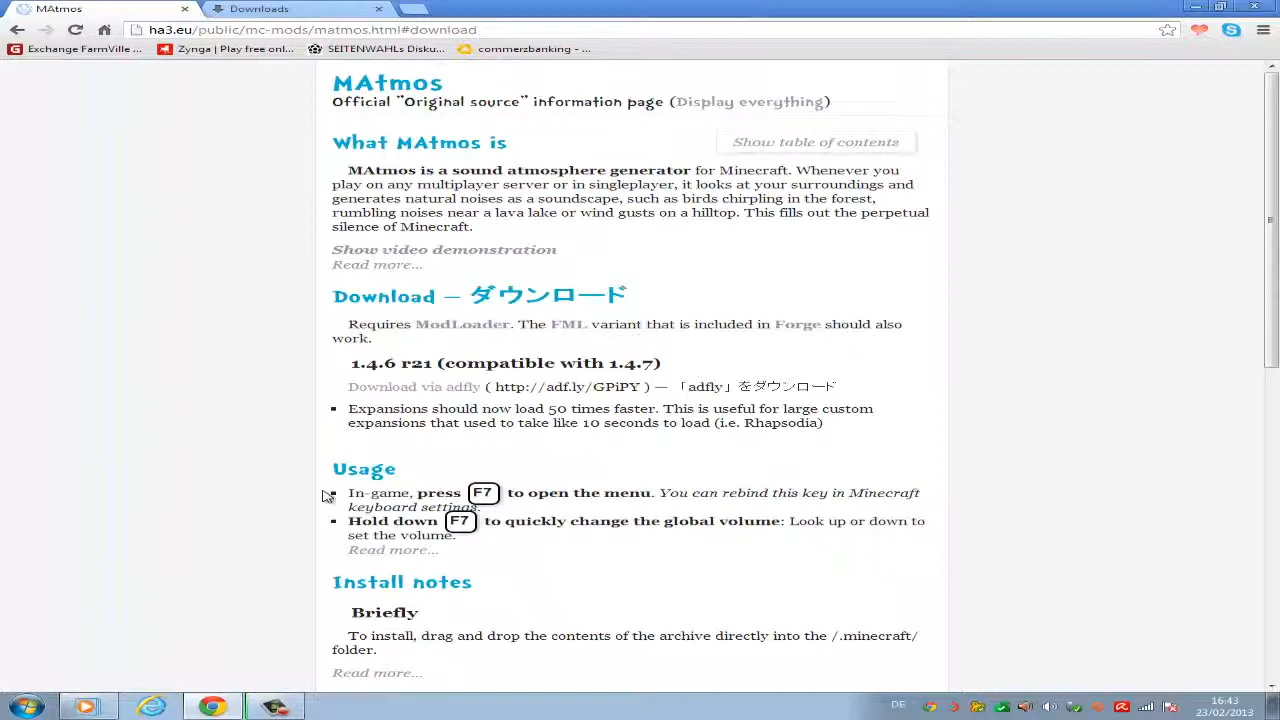 MAtmos
Downloads
ha3.eu/public/mc-mods/matmos.html#download
Exchange FarmVille ...
Zynga | Play free onl...
SEITENWAHLs Disku...
commerzbanking - ...
MAtmos
Official "Original source" information page (Display everything)
What MAtmos is
Show table of contents
MAtmos is a sound atmosphere generator for Minecraft. Whenever you
play on any multiplayer server or in singleplayer, it looks at your surroundings and
generates natural noises as a soundscape, such as birds chirpling in the forest,
rumbling noises near a lava lake or wind gusts on a hilltop. This fills out the perpetual
silence of Minecraft.
Show video demonstration
Read more...
Download — ダウンロード
Requires ModLoader. The FML variant that is included in Forge should also
work.
1.4.6 r21 (compatible with 1.4.7)
Download via adfly ( http://adf.ly/GPiPY ) — 「adfly」をダウンロード
Expansions should now load 50 times faster. This is useful for large custom
expansions that used to take like 10 seconds to load (i.e. Rhapsodia)
Usage
In-game, press F7 to open the menu. You can rebind this key in Minecraft
keyboard settings.
Hold down F7 to quickly change the global volume: Look up or down to
set the volume.
Read more...
Install notes
Briefly
To install, drag and drop the contents of the archive directly into the /.minecraft/
folder.
Read more...
DE
16:43
23/02/2013